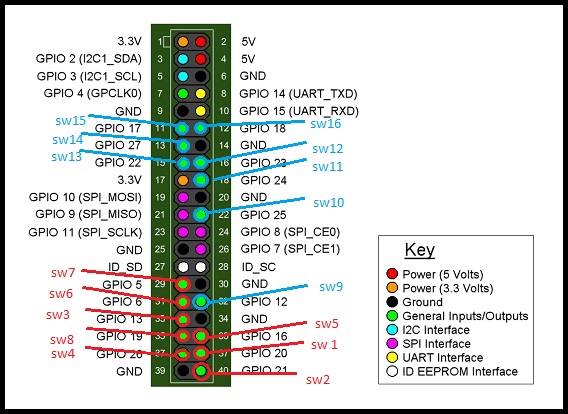 3.3V 1 2 5V
GPIO 2 (I2C1_SDA) 3 4 5V
GPIO 3 (I2C1_SCL) 5 6 GND
GPIO 4 (GPCLK0) 7 8 GPIO 14 (UART_TXD)
GND 9 10 GPIO 15 (UART_RXD)
sw15 sw16
GPIO 17 11 12 GPIO 18
sw14 sw12
GPIO 27 13 14 GND
sw13 sw11
GPIO 22 15 16 GPIO 23
3.3V 17 18 GPIO 24
GPIO 10 (SPI_MOSI) 19 20 GND
sw10
GPIO 9 (SPI_MISO) 21 22 GPIO 25
GPIO 11 (SPI_SCLK) 23 24 GPIO 8 (SPI_CE0)
GND 25 26 GPIO 7 (SPI_CE1)
ID_SD 27 28 ID_SC
sw7 sw9
GPIO 5 29 30 GND
sw6
GPIO 6 31 32 GPIO 12
sw3
GPIO 13 33 34 GND
sw5
GPIO 19 35 36 GPIO 16
sw8 sw 1
sw4
GPIO 26 37 GPIO 20
GND 39 40 GPIO 21
sw2
Key
Power (5 Volts)
Power (3.3 Volts)
Ground
General Inputs/Outputs
I2C Interface
SPI Interface
UART Interface
ID EEPROM Interface